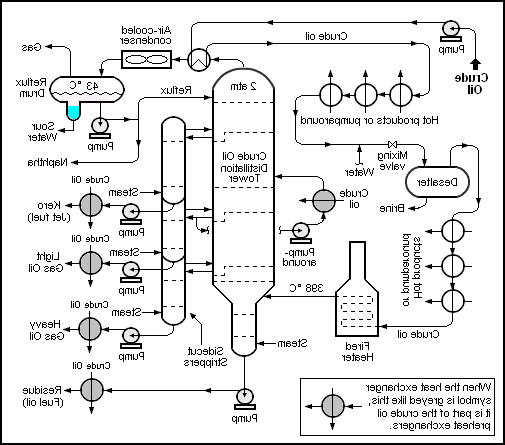 Crude
Oil
Pump
Crude oil
Air-cooled
condenser
Gas
Reflux
Drum
43 °C
Sour
Water
Pump
Reflux
Naphtha
2 atm
Crude Oil
Distillation
Tower
Hot products or pumparound
Mixing
valve
Water
Desalter
Brine
Hot products
or pumparound
Crude oil
Fired
Heater
398 °C
Crude
oil
Pump-
around
Steam
Crude Oil
Kero
(Jet fuel)
Pump
Steam
Crude Oil
Light
Gas Oil
Pump
Steam
Crude Oil
Heavy
Gas Oil
Pump
Sidecut
Strippers
Steam
Crude Oil
Residue
(Fuel oil)
Pump
When the heat exchanger
symbol is greyed like this,
it is part of the crude oil
preheat exchangers.